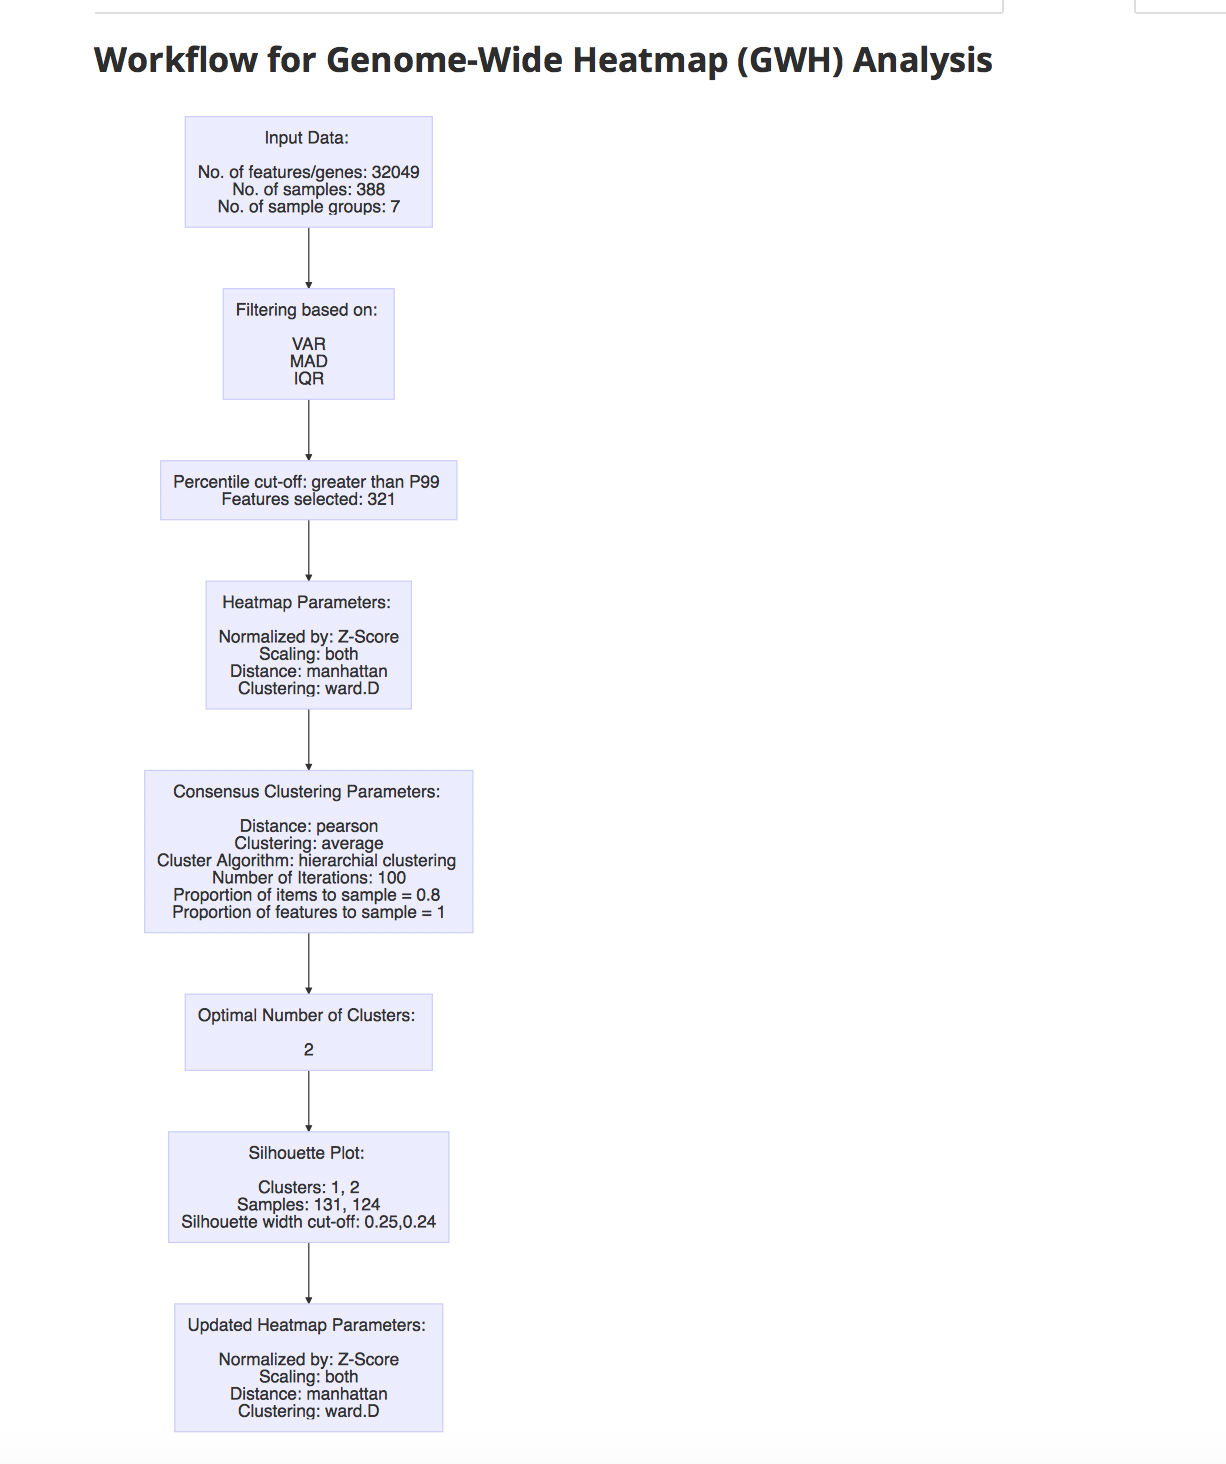 Workflow for Genome-Wide Heatmap (GWH) Analysis
Input Data:
No. of features/genes: 32049
No. of samples: 388
No. of sample groups: 7
Filtering based on:
VAR
MAD
IQR
Percentile cut-off: greater than P99
Features selected: 321
Heatmap Parameters:
Normalized by: Z-Score
Scaling: both
Distance: manhattan
Clustering: ward.D
Consensus Clustering Parameters:
Distance: pearson
Clustering: average
Cluster Algorithm: hierarchial clustering
Number of Iterations: 100
Proportion of items to sample = 0.8
Proportion of features to sample = 1
Optimal Number of Clusters:
2
Silhouette Plot:
Clusters: 1, 2
Samples: 131, 124
Silhouette width cut-off: 0.25,0.24
Updated Heatmap Parameters:
Normalized by: Z-Score
Scaling: both
Distance: manhattan
Clustering: ward.D